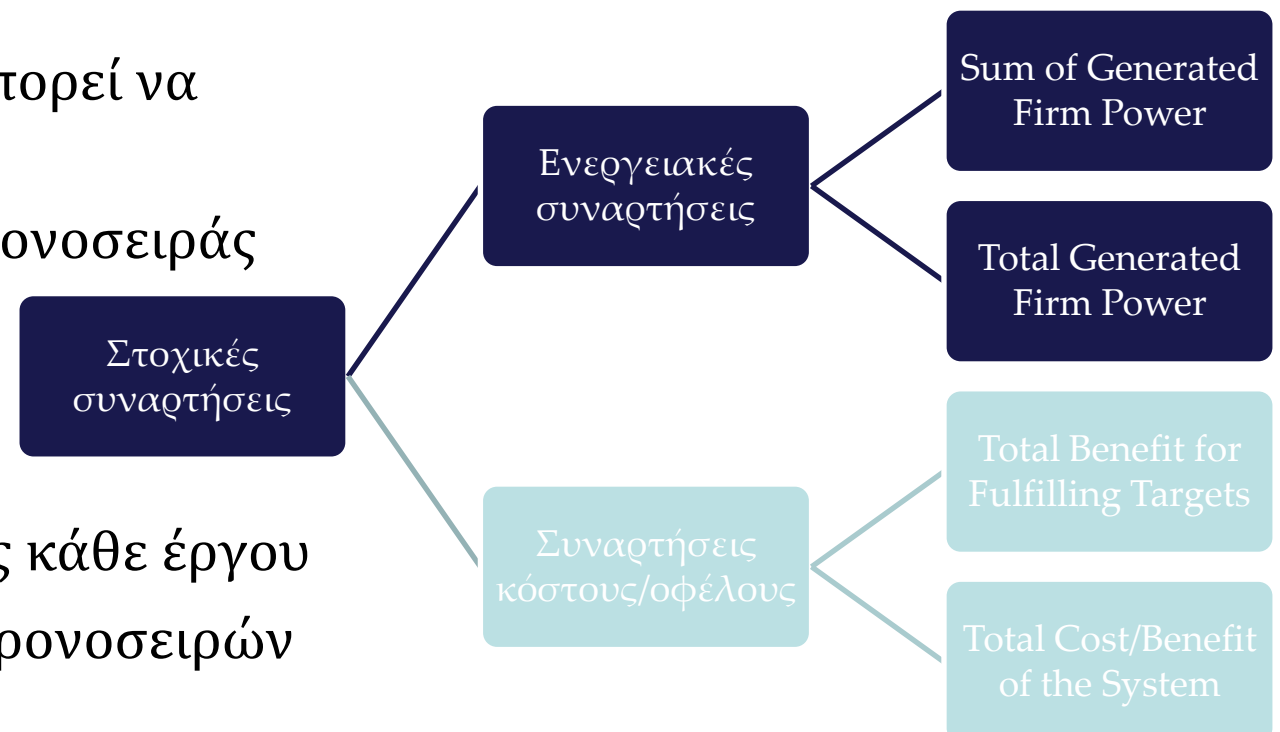 πορεί να
ονοσειράς
ς κάθε έργου
ρονοσειρών
Στοχικές
συναρτήσεις
Ενεργειακές
συναρτήσεις
Sum of Generated
Firm Power
Total Generated
Firm Power
Συναρτήσεις
κόστους/οφέλους
Total Benefit for
Fulfilling Targets
Total Cost/Benefit
of the System